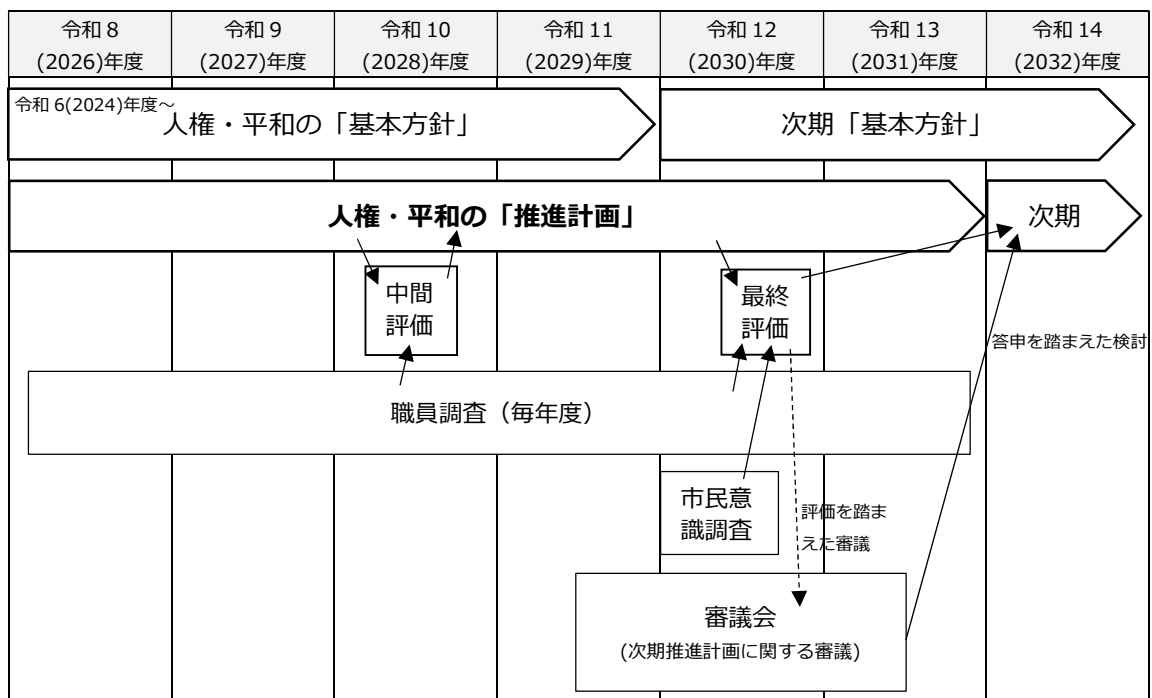 令和 8
(2026)年度
令和 9
(2027)年度
令和 10
(2028)年度
令和 11
(2029)年度
令和 12
(2030)年度
令和 13
(2031)年度
令和 14
(2032)年度
令和 6(2024)年度～
人権・平和の「基本方針」
次期「基本方針」
人権・平和の「推進計画」
次期
中間
評価
最終
評価
答申を踏まえた検討
職員調査（毎年度）
市民意
識調査
評価を踏ま
えた審議
審議会
(次期推進計画に関する審議)